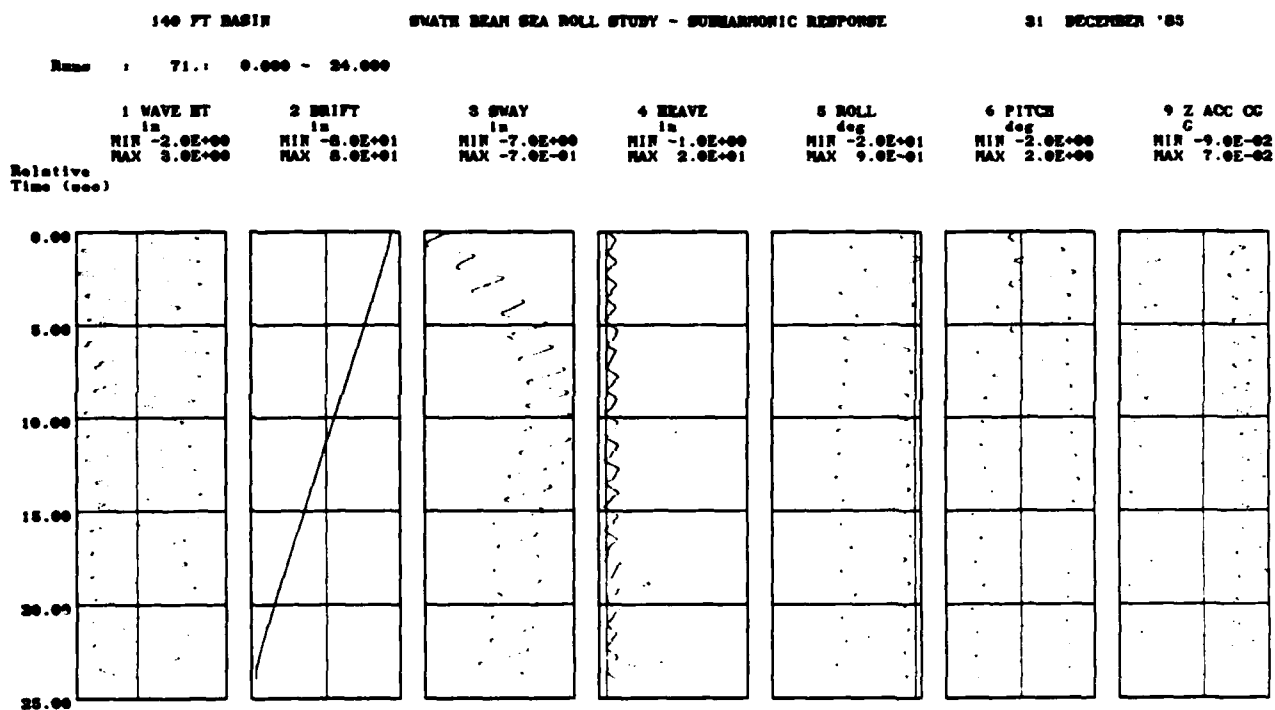 140 FT BASIN SWATH BEAM SEA ROLL STUDY - SUBHARMONIC RESPONSE 31 DECEMBER '85
Runs : 71.: 0.000 - 24.000
1 WAVE HT 2 DRIFT 3 SWAY 4 HEAVE 5 ROLL 6 PITCH 9 Z ACC CG
in in in in deg deg G
MIN -2.0E+00 MIN E+01 MIN -7.0E+00 MIN -1.0E+00 MIN -2.0E+01 MIN -2.0E+00 MIN -9.0E-02
MAX 3.0E+00 MAX E+01 MAX -7.0E-01 MAX 2.0E+01 MAX 9.0E-01 MAX 2.0E+00 MAX 7.0E-02
Relative
Time (sec)
0.00
5.00
10.00
15.00
20.00
25.00